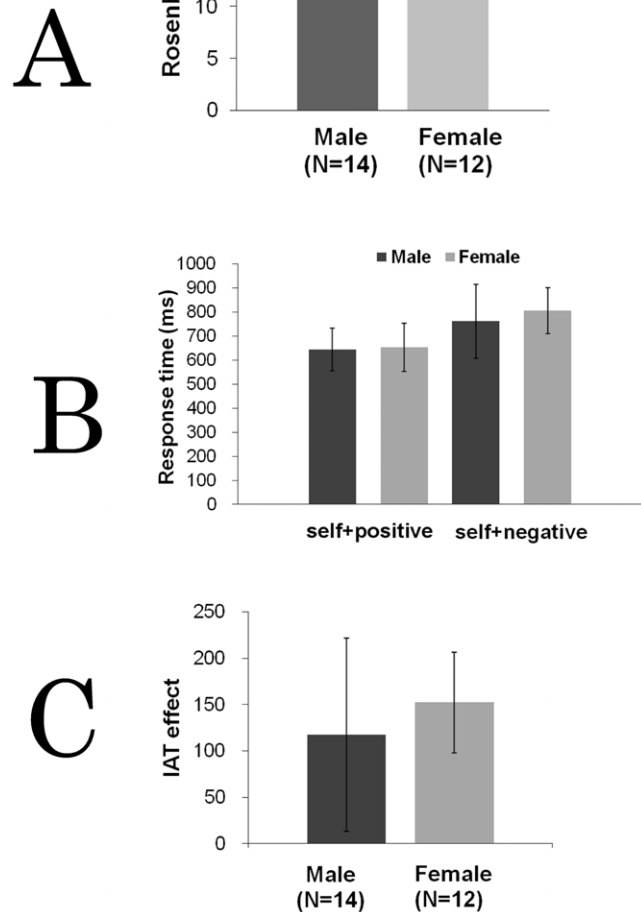 A
10
5
0
Male
(N=14)
Female
(N=12)
B
Male
Female
Response time (ms)
1000
900
800
700
600
500
400
300
200
100
0
self+positive
self+negative
C
IAT effect
250
200
150
100
50
0
Male
(N=14)
Female
(N=12)